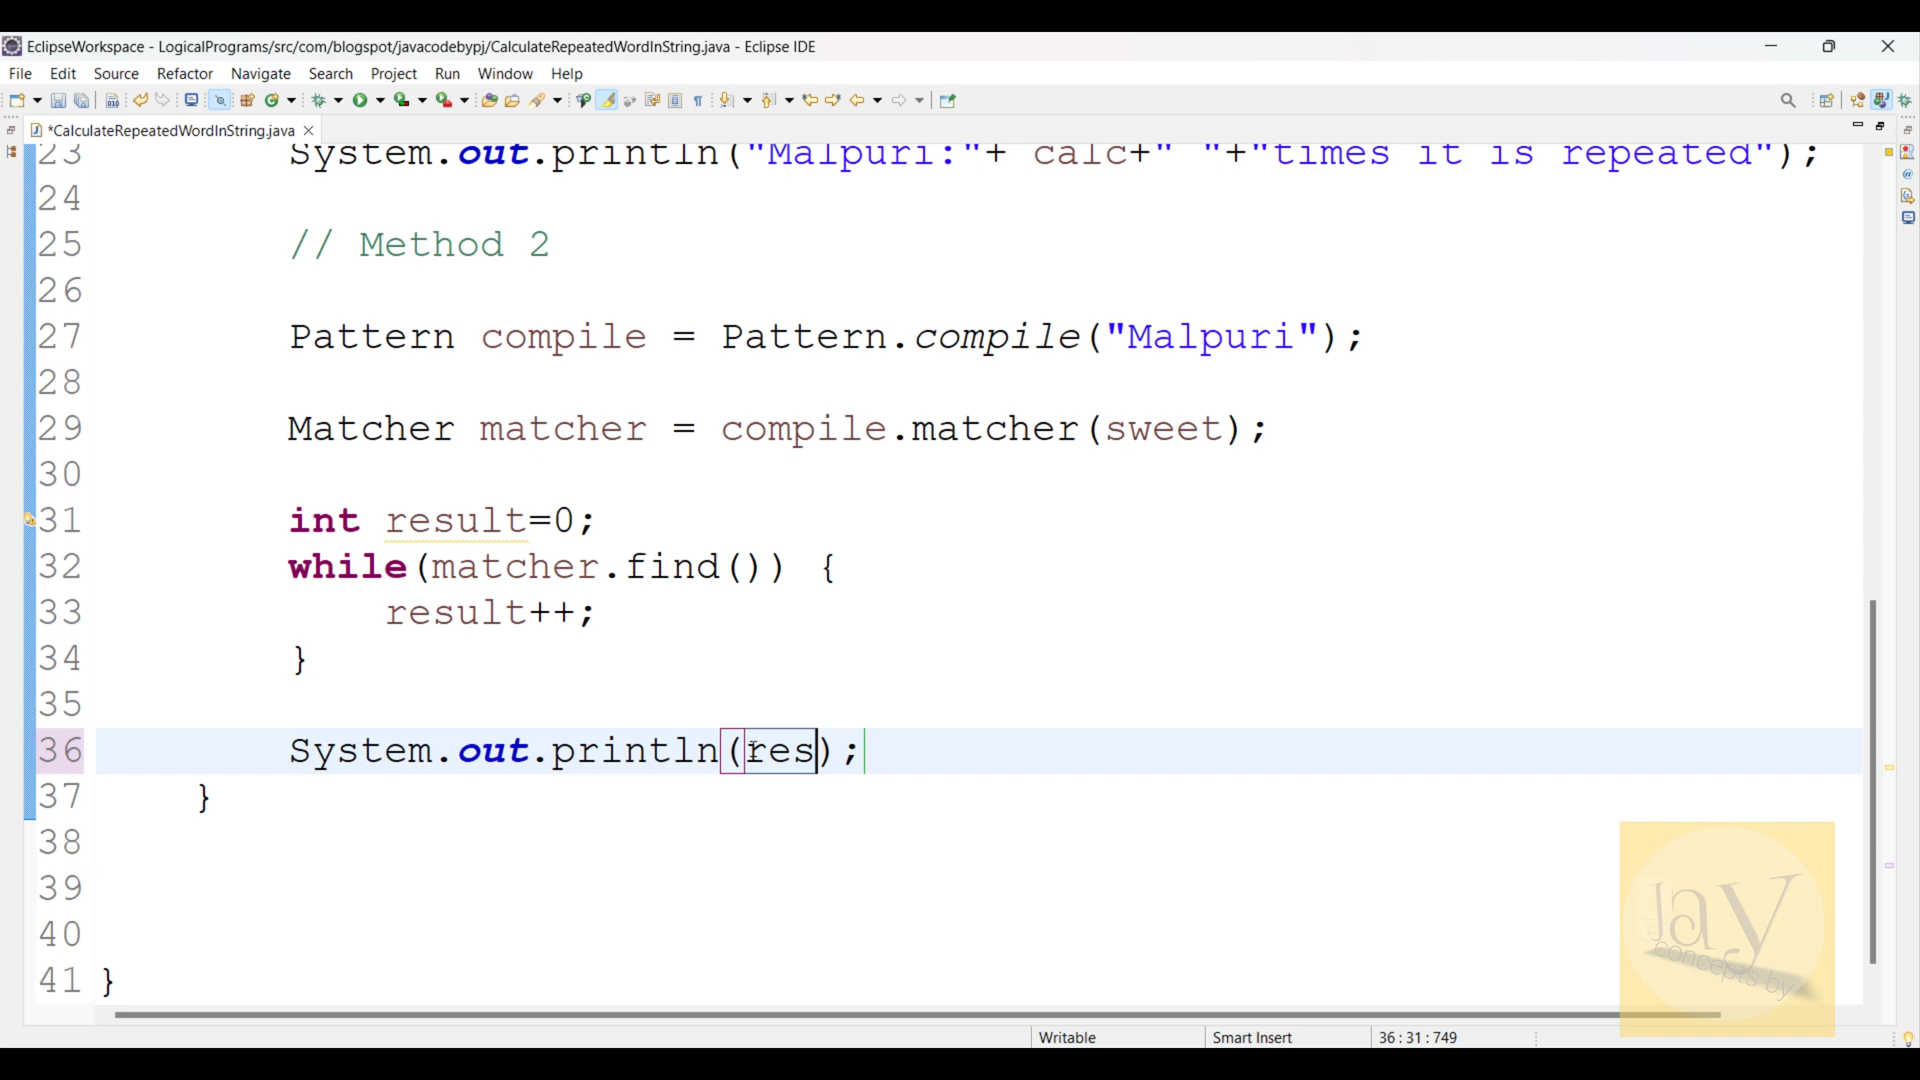 EclipseWorkspace - LogicalPrograms/src/com/blogspot/javacodebypj/CalculateRepeatedWordInString.java - Eclipse IDE
File Edit Source Refactor Navigate Search Project Run Window Help
*CalculateRepeatedWordInString.java
23 System.out.println("Malpuri:"+ calc+" "+"times it is repeated");
24
25 // Method 2
26
27 Pattern compile = Pattern.compile("Malpuri");
28
29 Matcher matcher = compile.matcher(sweet);
30
31 int result=0;
32 while(matcher.find()) {
33 result++;
34 }
35
36 System.out.println(res);
37 }
38
39
40
41 }
Jay
concepts by
Writable Smart Insert 36 : 31 : 749